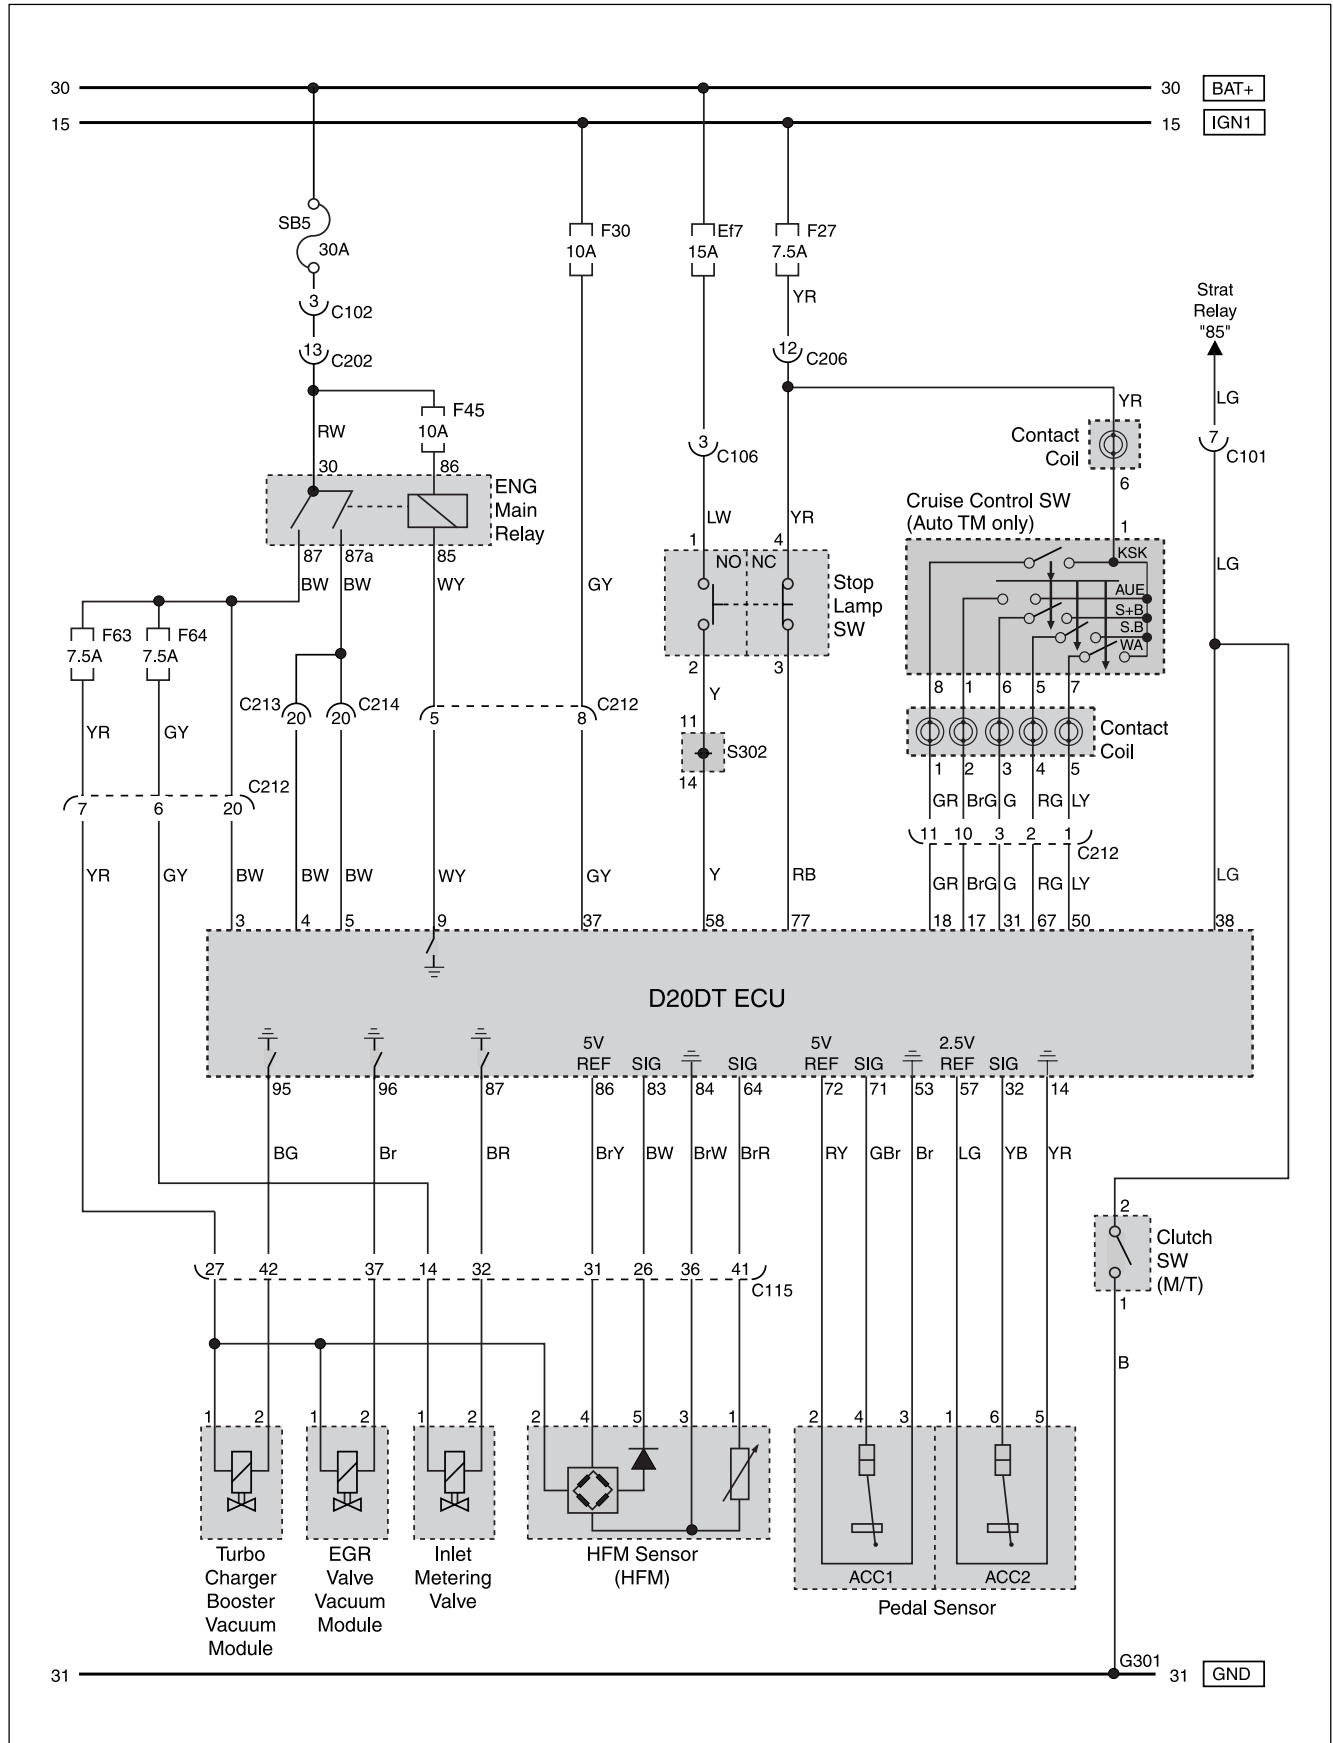 30
30 BAT+
15
15 IGN1
SB5
30A
F30
10A
Ef7
15A
F27
7.5A
YR
3 C102
13 C202
12 C206
Strat
Relay
"85"
LG
7
C101
F45
10A
RW
30
86
3 C106
YR
Contact
Coil
6
ENG
Main
Relay
87
87a
85
LW
YR
1
4
NO NC
Stop
Lamp
SW
2
3
Cruise Control SW
(Auto TM only)
1
KSK
AUE
S+B
S.B
WA
LG
BW
BW
WY
GY
F63
7.5A
F64
7.5A
8 1 6 5 7
C213
20
20
C214
5
8
C212
Y
11
S302
14
Contact
Coil
1 2 3 4 5
YR
GY
C212
7 6 20
GR BrG G RG LY
11 10 3 2 1
C212
YR GY BW BW BW WY GY Y RB GR BrG G RG LY LG
3 4 5 9 37 58 77 18 17 31 67 50 38
D20DT ECU
5V
REF
SIG
SIG
5V
REF
SIG
2.5V
REF
SIG
95 96 87 86 83 84 64 72 71 53 57 32 14
BG Br BR BrY BW BrW BrR RY GBr Br LG YB YR
2
Clutch
SW
(M/T)
1
27 42 37 14 32 31 26 36 41
C115
B
1 2 1 2 1 2 2 4 5 3 1 2 4 3 1 6 5
Turbo
Charger
Booster
Vacuum
Module
EGR
Valve
Vacuum
Module
Inlet
Metering
Valve
HFM Sensor
(HFM)
ACC1
ACC2
Pedal Sensor
G301
31
31 GND